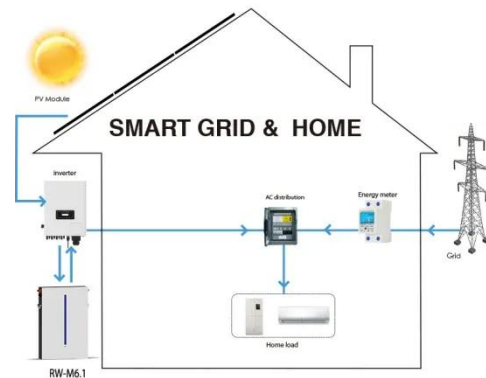 PV Module
SMART GRID & HOME
inverter
AC distribution
Energy meter
Grid
Home load
RW-M6.1